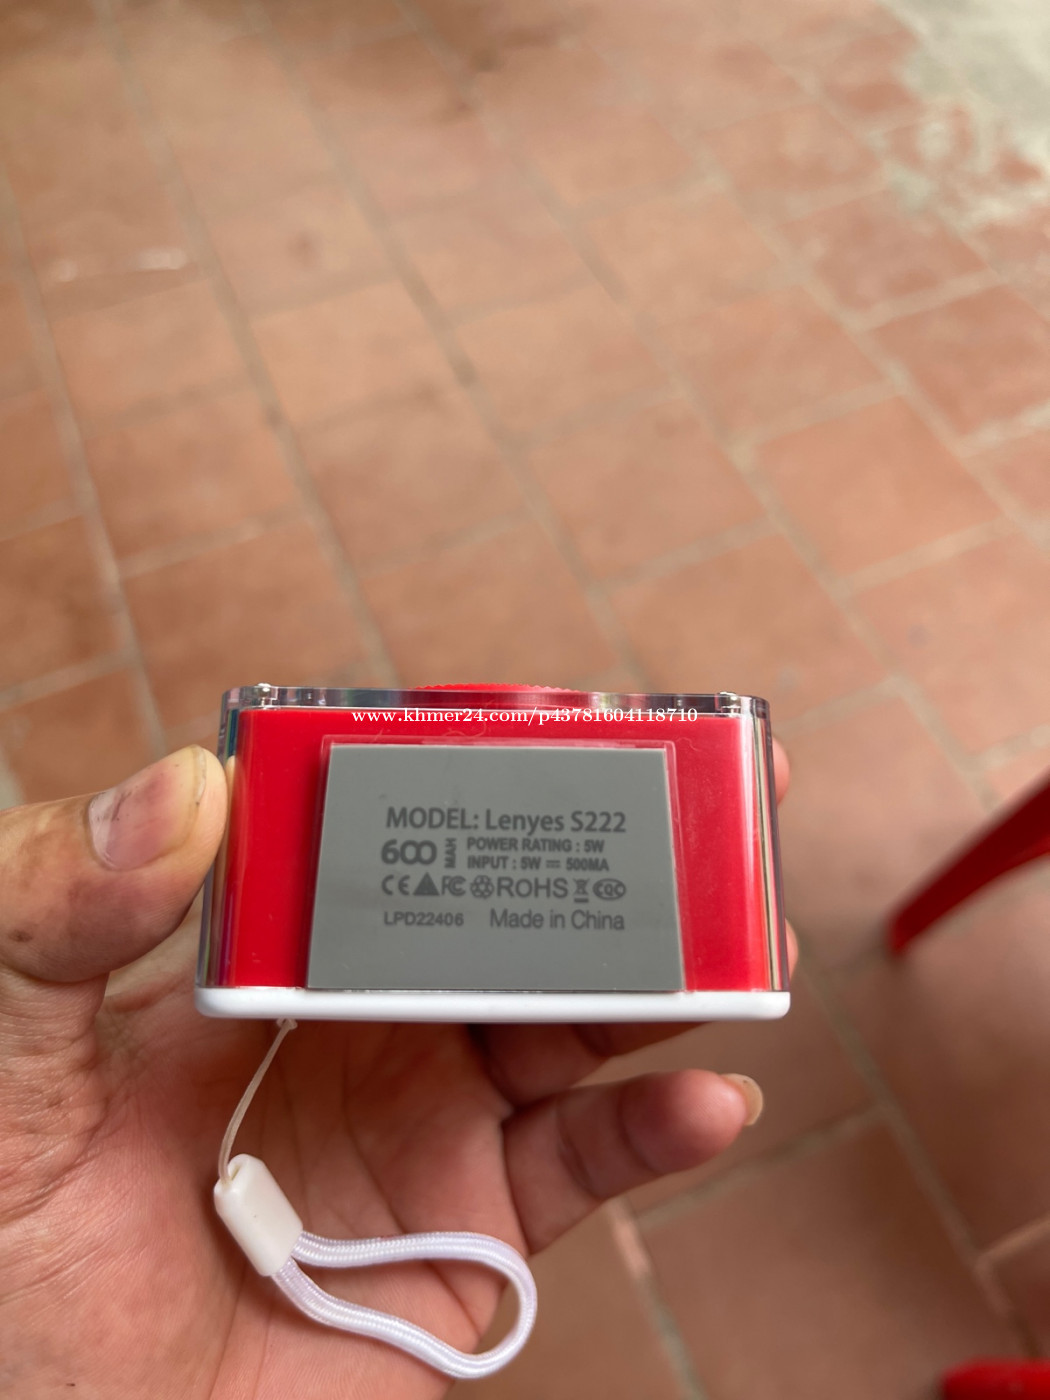 www.khmer24.com/p43781604118710
MODEL: Lenyes S222
600 MAH POWER RATING : 5W
INPUT : 5W ⎓ 500MA
CE FC ROHS CQC
LPD22406 Made in China